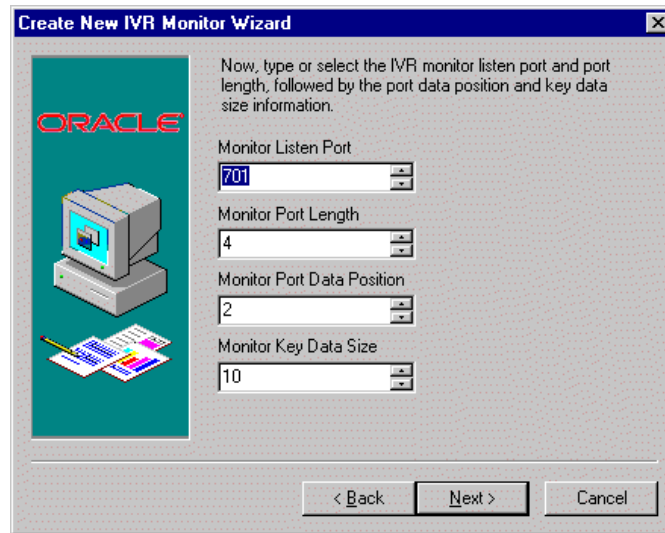 Create New IVR Monitor Wizard
ORACLE
Now, type or select the IVR monitor listen port and port
length, followed by the port data position and key data
size information.
Monitor Listen Port
701
Monitor Port Length
4
Monitor Port Data Position
2
Monitor Key Data Size
10
< Back Next > Cancel